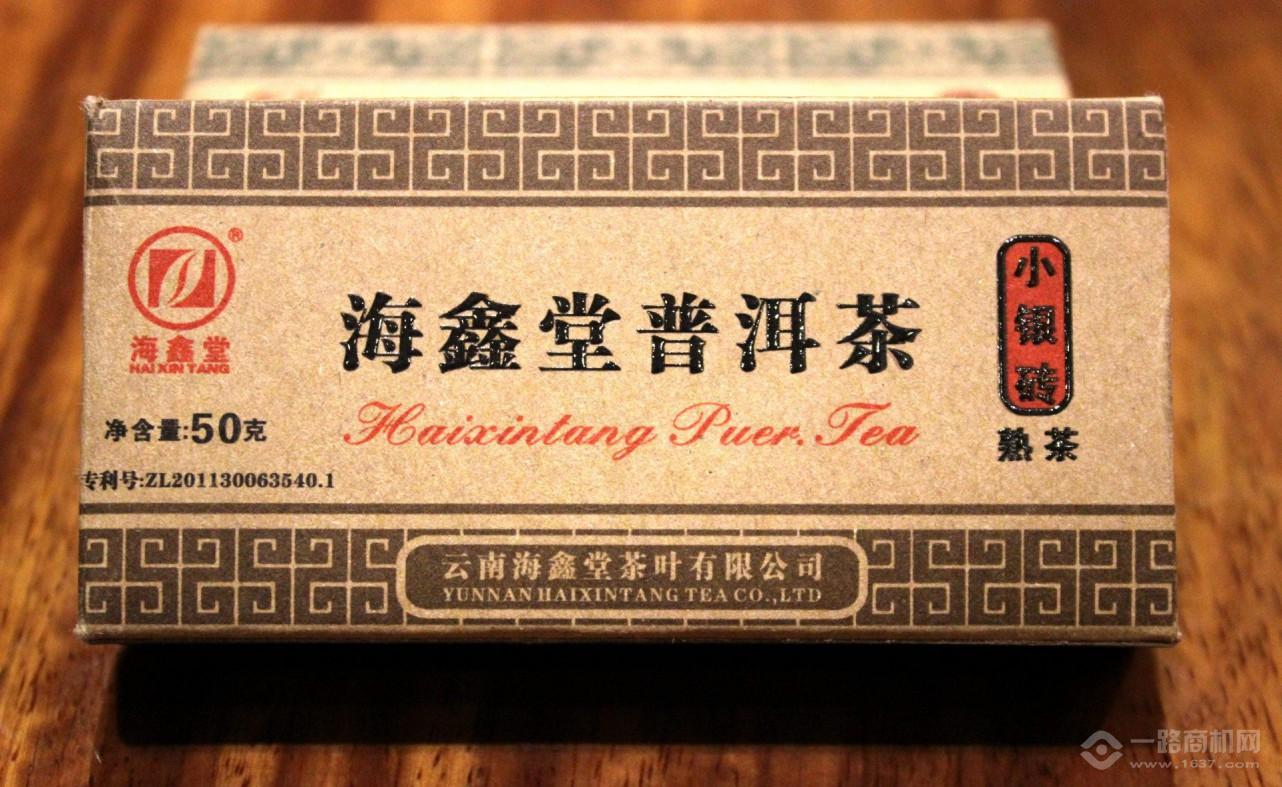 ®
海鑫堂
HAI XIN TANG
净含量:50克
专利号:ZL201130063540.1
海鑫堂普洱茶
Haixintang Puer. Tea
小银砖
熟茶
云南海鑫堂茶叶有限公司
YUNNAN HAIXINTANG TEA CO.,LTD
一路商机网
www.1637.com